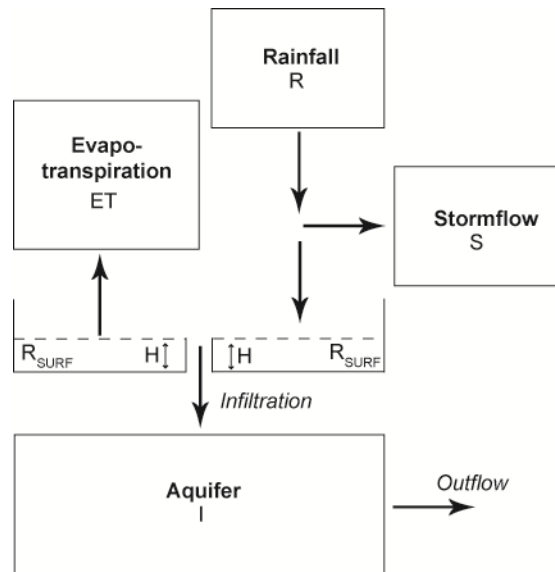 Rainfall
R
Evapo-
transpiration
ET
Stormflow
S
R_SURF H H R_SURF
Infiltration
Aquifer
I
Outflow